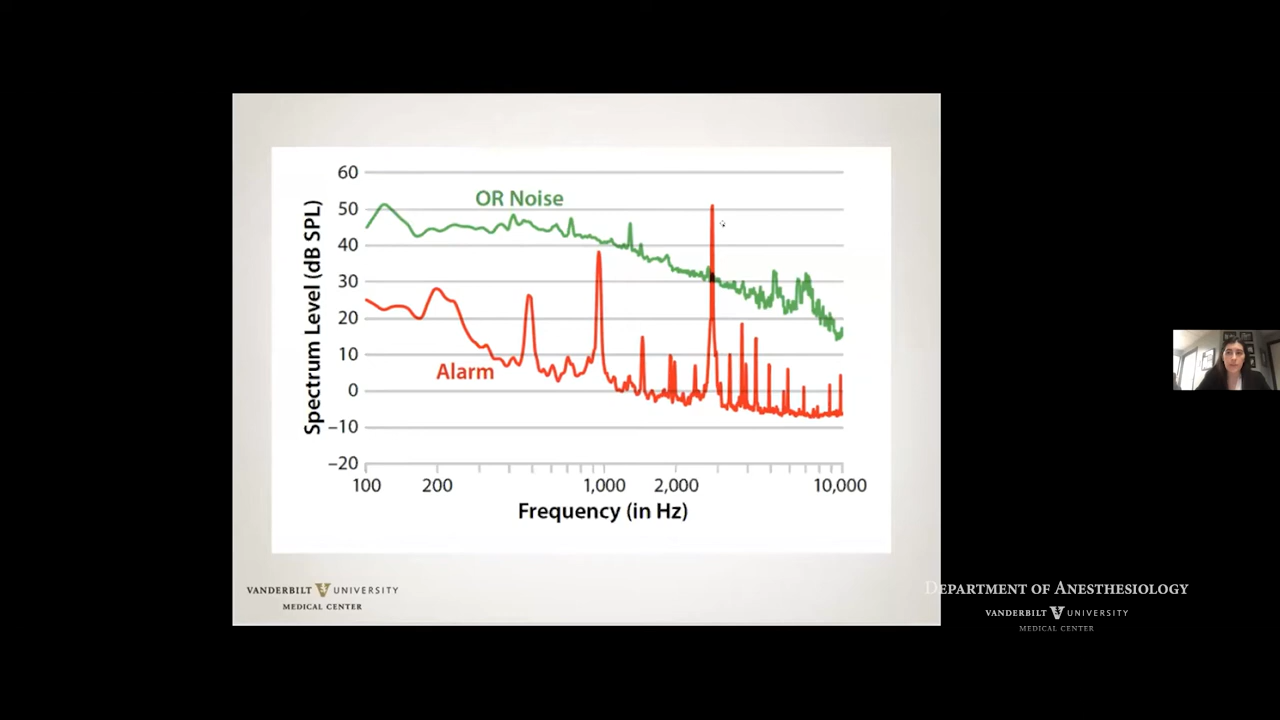 60
50
40
30
20
10
0
–10
–20
Spectrum Level (dB SPL)
OR Noise
Alarm
100 200 1,000 2,000 10,000
Frequency (in Hz)
VANDERBILT V UNIVERSITY
MEDICAL CENTER
DEPARTMENT OF ANESTHESIOLOGY
VANDERBILT V UNIVERSITY
MEDICAL CENTER